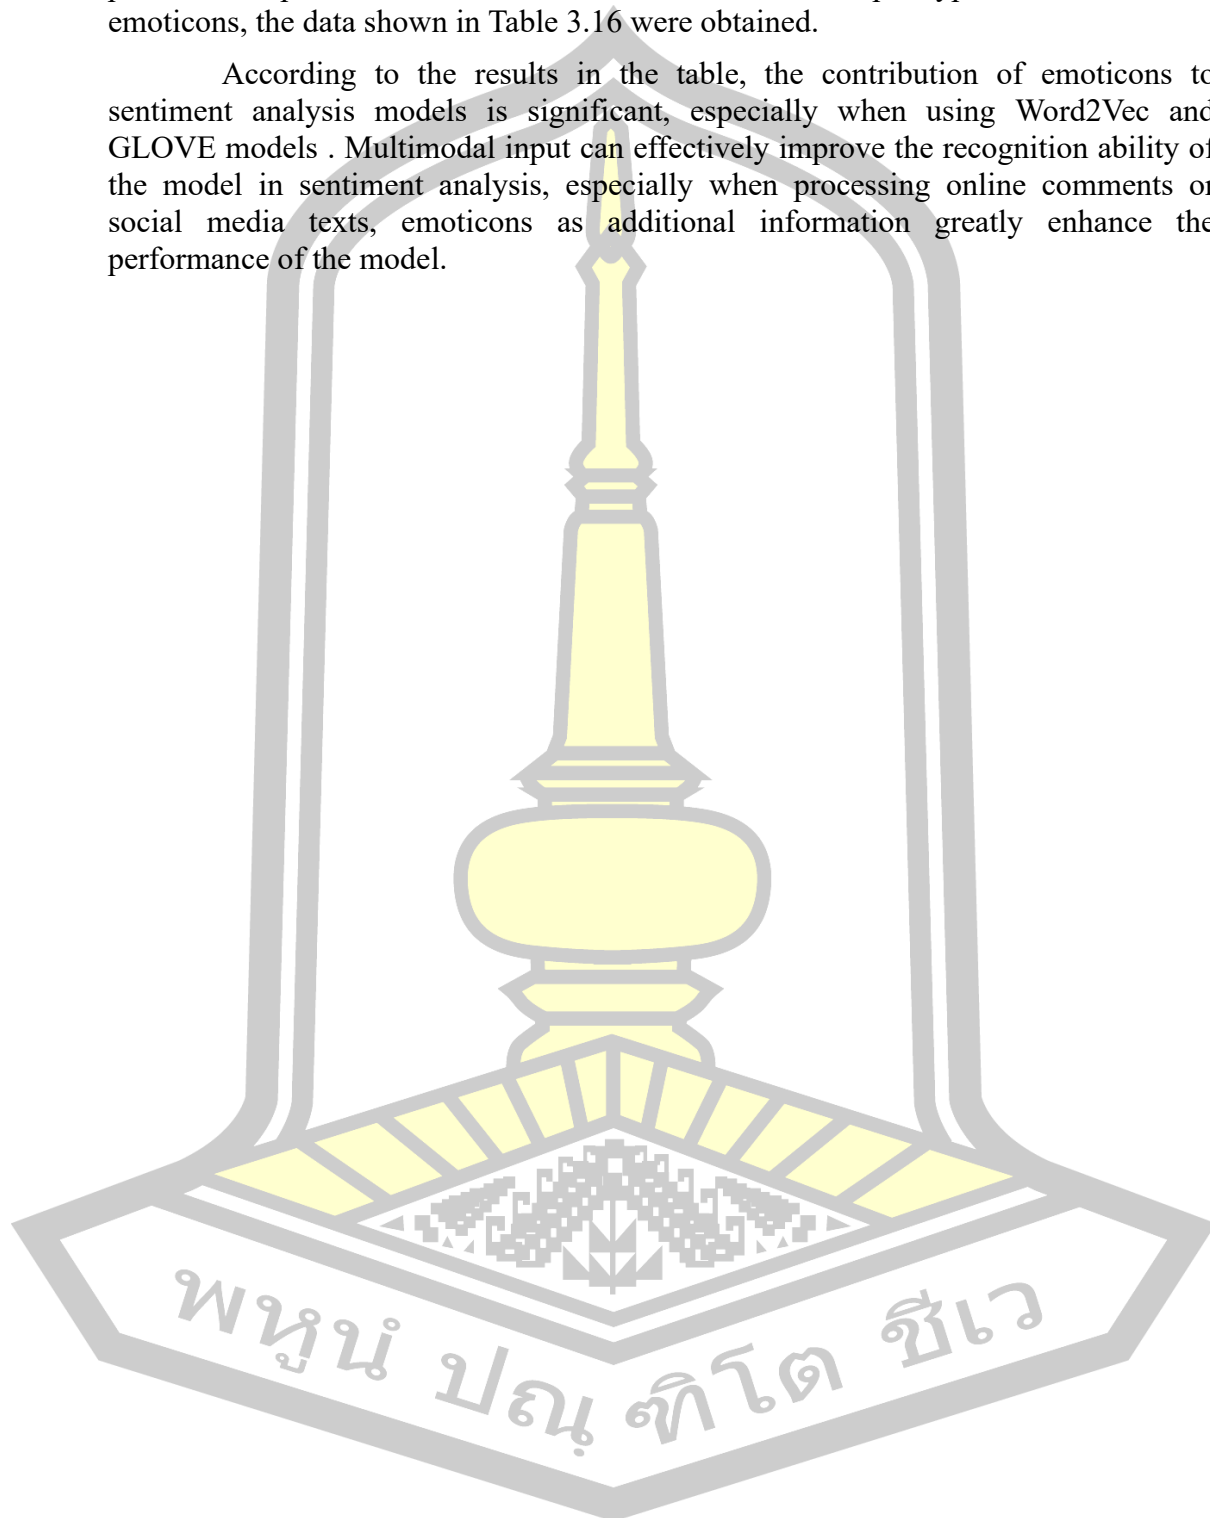 emoticons, the data shown in Table 3.16 were obtained.
According to the results in the table, the contribution of emoticons to
sentiment analysis models is significant, especially when using Word2Vec and
GLOVE models . Multimodal input can effectively improve the recognition ability of
the model in sentiment analysis, especially when processing online comments or
social media texts, emoticons as additional information greatly enhance the
performance of the model.
พหูนํ ปณฺฑิโต ชีเว